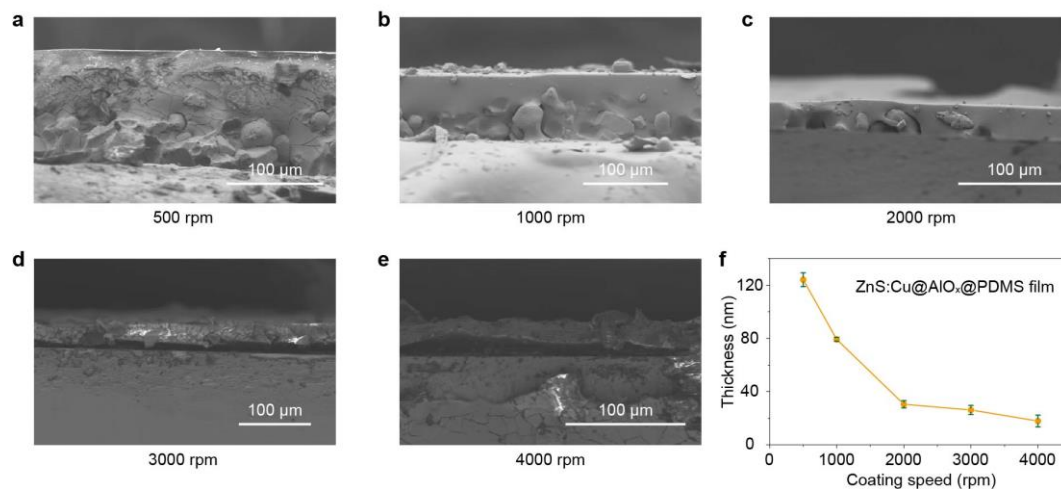 a
100 µm
500 rpm
b
100 µm
1000 rpm
c
100 µm
2000 rpm
d
100 µm
3000 rpm
e
100 µm
4000 rpm
f
ZnS:Cu@AlOₓ@PDMS film
Thickness (nm)
120
80
40
0
0 1000 2000 3000 4000
Coating speed (rpm)